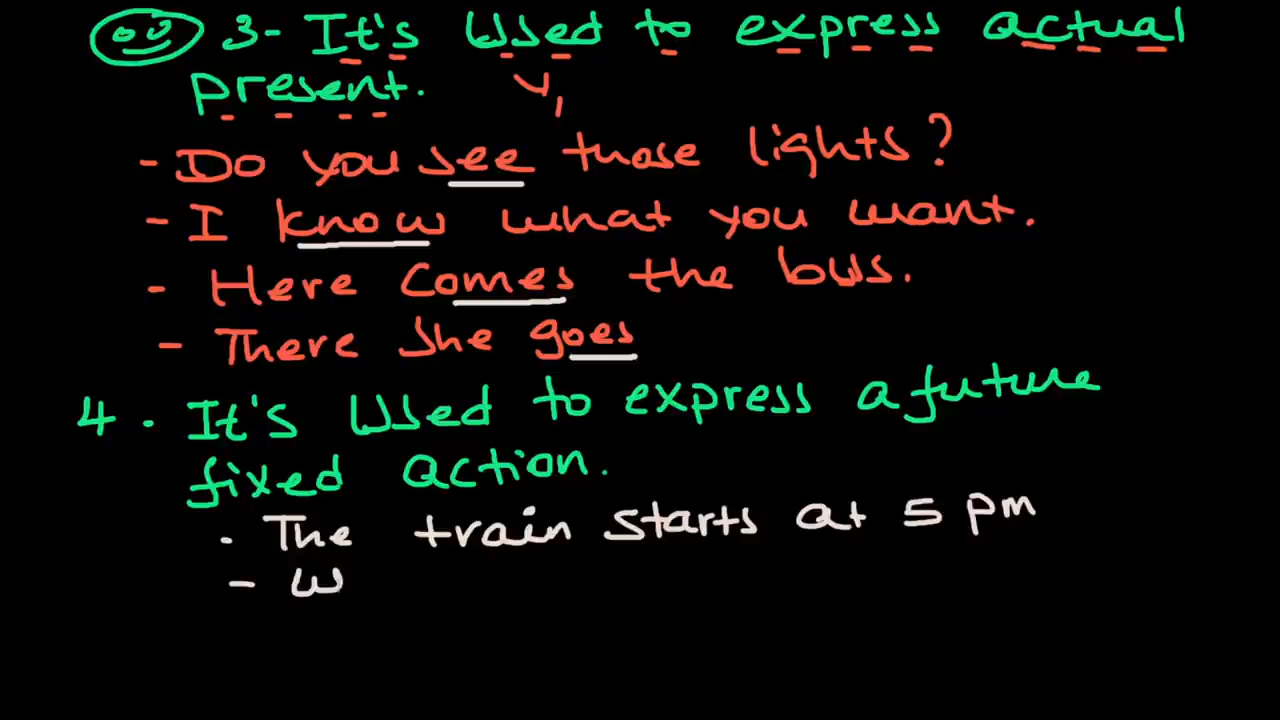 3- It's Used to express actual
present. V1
- Do you see those lights?
- I know what you want.
- Here comes the bus.
- There she goes
4. It's Used to express a future
fixed action.
. The train starts at 5 pm
- W